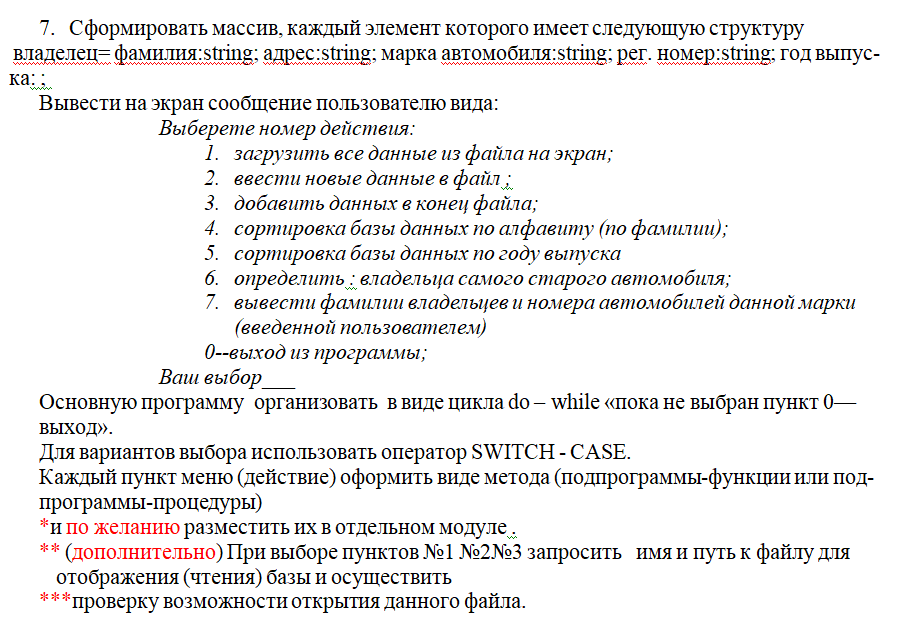 7. Сформировать массив, каждый элемент которого имеет следующую структуру
владелец= фамилия:string; адрес:string; марка автомобиля:string; рег. номер:string; год выпус-
ка: ;
Вывести на экран сообщение пользователю вида:
Выберете номер действия:
1. загрузить все данные из файла на экран;
2. ввести новые данные в файл ;
3. добавить данных в конец файла;
4. сортировка базы данных по алфавиту (по фамилии);
5. сортировка базы данных по году выпуска
6. определить : владельца самого старого автомобиля;
7. вывести фамилии владельцев и номера автомобилей данной марки
(введенной пользователем)
0--выход из программы;
Ваш выбор___
Основную программу организовать в виде цикла do – while «пока не выбран пункт 0—
выход».
Для вариантов выбора использовать оператор SWITCH - CASE.
Каждый пункт меню (действие) оформить виде метода (подпрограммы-функции или под-
программы-процедуры)
*и по желанию разместить их в отдельном модуле .
** (дополнительно) При выборе пунктов №1 №2№3 запросить имя и путь к файлу для
отображения (чтения) базы и осуществить
***проверку возможности открытия данного файла.